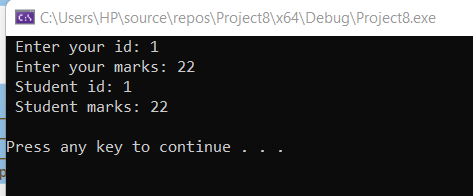 C:\Users\HP\source\repos\Project8\x64\Debug\Project8.exe
Enter your id: 1
Enter your marks: 22
Student id: 1
Student marks: 22
Press any key to continue . . .